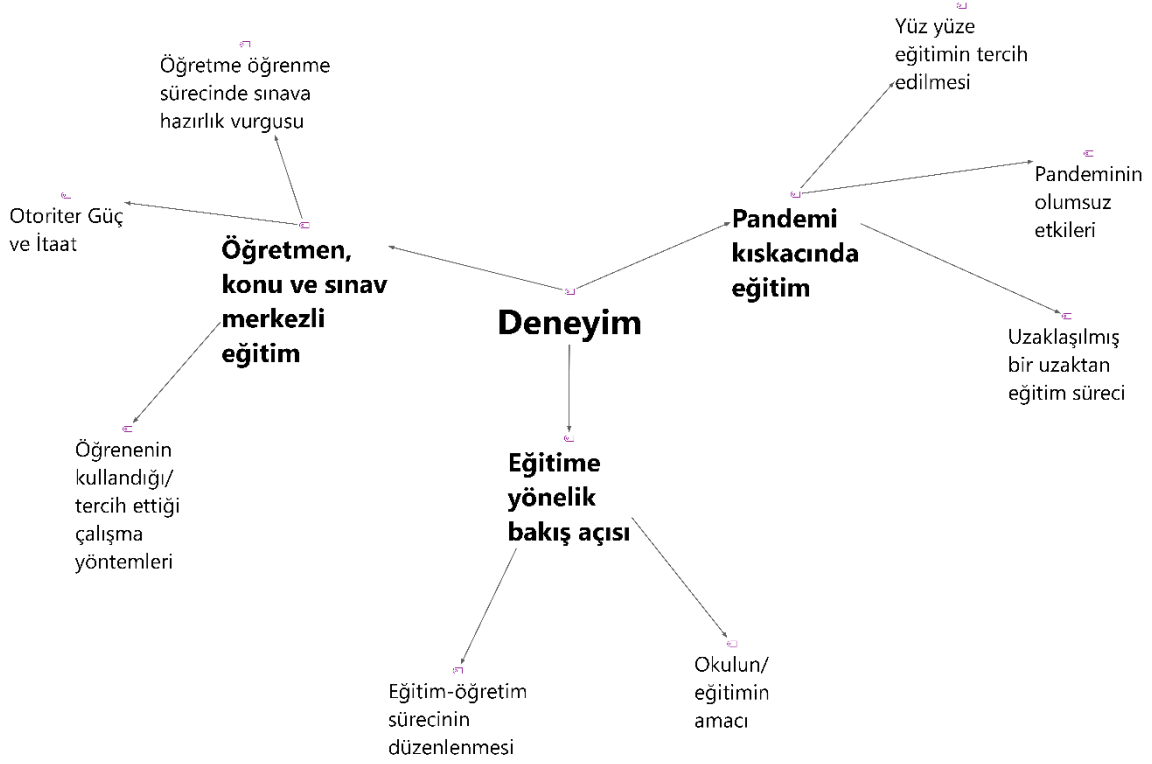 Yüz yüze
eğitimin tercih
edilmesi
Öğretme öğrenme
sürecinde sınava
hazırlık vurgusu
Pandeminin
olumsuz
etkileri
Otoriter Güç
ve İtaat
Öğretmen,
konu ve sınav
merkezli
eğitim
Pandemi
kıskacında
eğitim
Deneyim
Uzaklaşılmış
bir uzaktan
eğitim süreci
Öğrenenin
kullandığı/
tercih ettiği
çalışma
yöntemleri
Eğitime
yönelik
bakış açısı
Eğitim-öğretim
sürecinin
düzenlenmesi
Okulun/
eğitimin
amacı